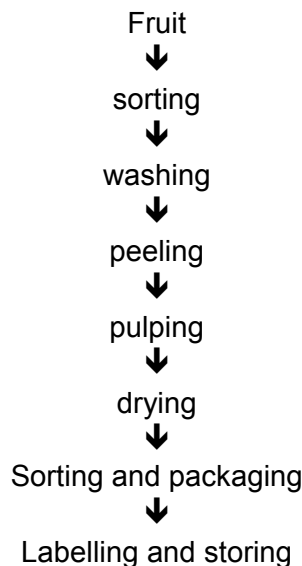 Fruit
sorting
washing
peeling
pulping
drying
Sorting and packaging
Labelling and storing